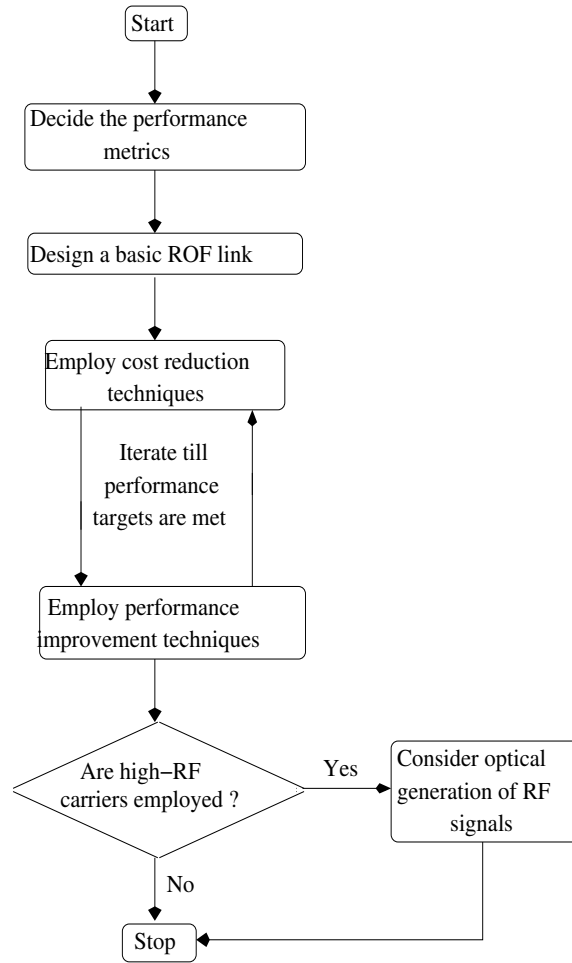 Start
Decide the performance
metrics
Design a basic ROF link
Employ cost reduction
techniques
Iterate till
performance
targets are met
Employ performance
improvement techniques
Are high−RF
carriers employed ?
Yes
Consider optical
generation of RF
signals
No
Stop